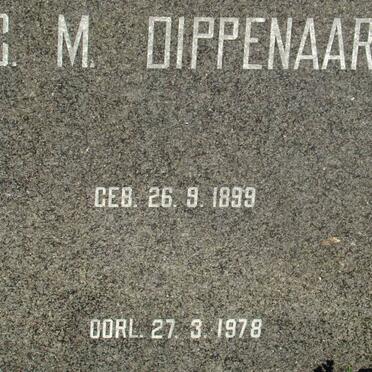 C. M. DIPPENAAR
GEB. 26. 9. 1899
OORL. 27. 3. 1978